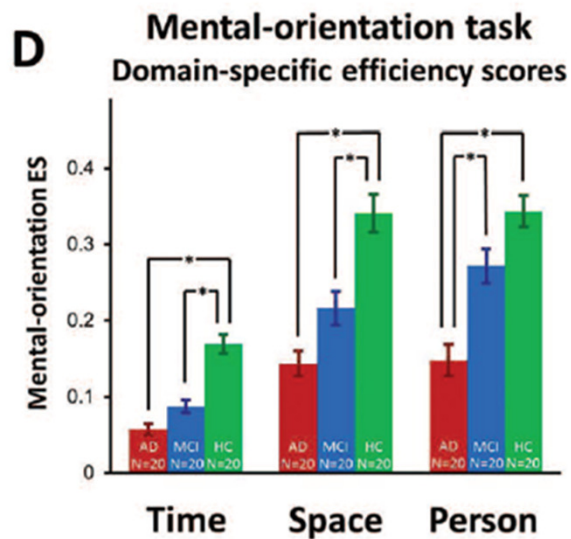 D
Mental-orientation task
Domain-specific efficiency scores
Mental-orientation ES
0.4
0.3
0.2
0.1
0
*
*
*
*
*
*
AD MCI HC
N=20 N=20 N=20
AD MCI HC
N=20 N=20 N=20
AD MCI HC
N=20 N=20 N=20
Time Space Person